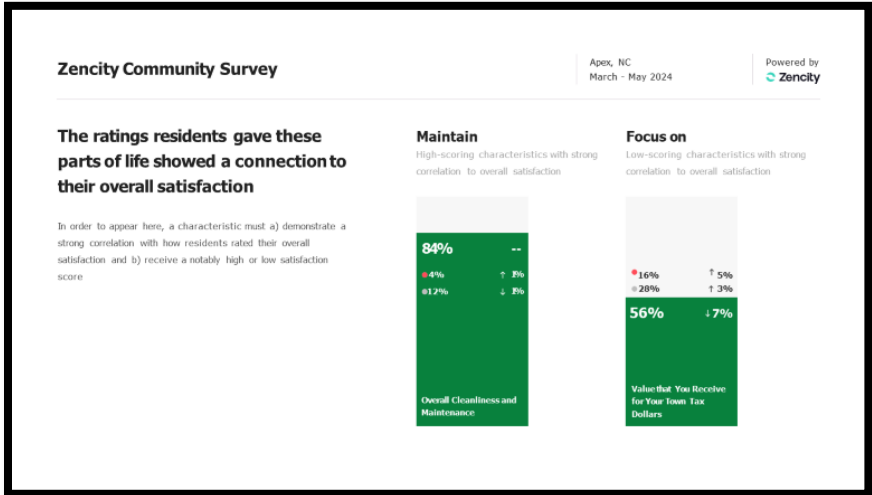 Zencity Community Survey
Apex, NC
March - May 2024
Powered by
Zencity
The ratings residents gave these
parts of life showed a connection to
their overall satisfaction
In order to appear here, a characteristic must a) demonstrate a
strong correlation with how residents rated their overall
satisfaction and b) receive a notably high or low satisfaction
score
Maintain
High-scoring characteristics with strong
correlation to overall satisfaction
84% --
4% ↑ 1%
12% ↓ 1%
Overall Cleanliness and
Maintenance
Focus on
Low-scoring characteristics with strong
correlation to overall satisfaction
16% ↑ 5%
28% ↑ 3%
56% ↓7%
Value that You Receive
for Your Town Tax
Dollars